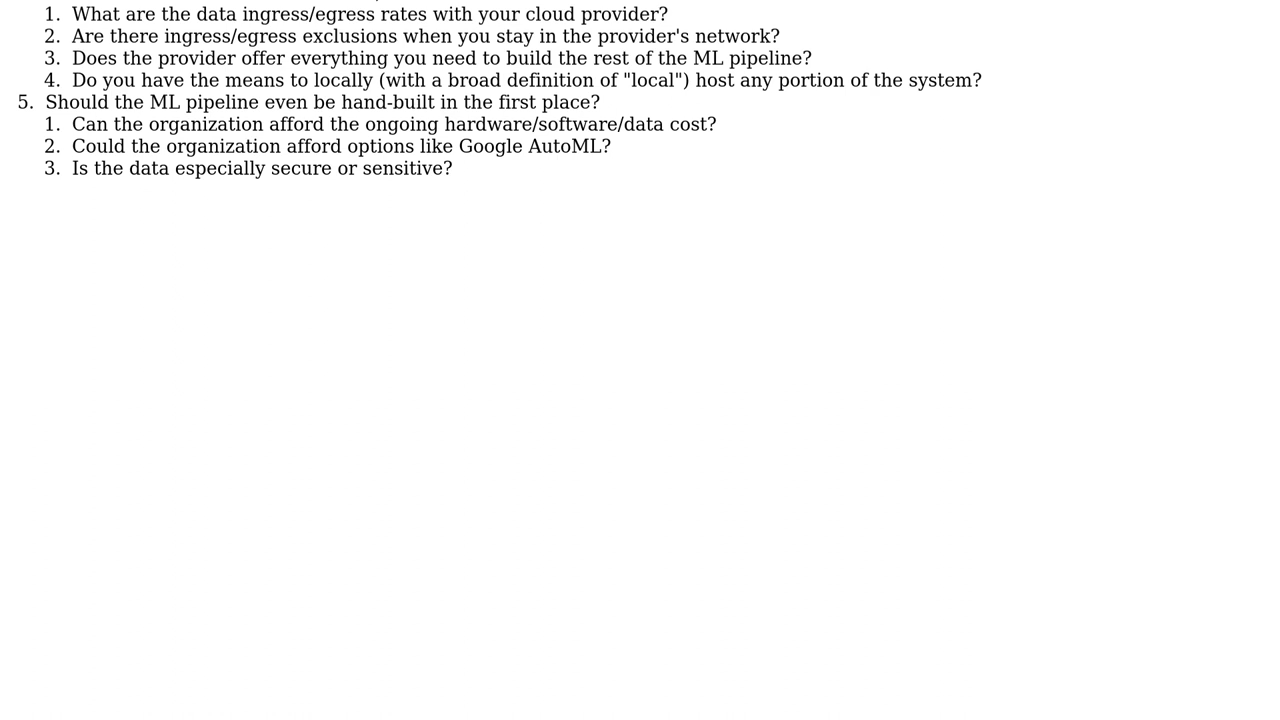 1. What are the data ingress/egress rates with your cloud provider?
2. Are there ingress/egress exclusions when you stay in the provider's network?
3. Does the provider offer everything you need to build the rest of the ML pipeline?
4. Do you have the means to locally (with a broad definition of "local") host any portion of the system?
5. Should the ML pipeline even be hand-built in the first place?
1. Can the organization afford the ongoing hardware/software/data cost?
2. Could the organization afford options like Google AutoML?
3. Is the data especially secure or sensitive?